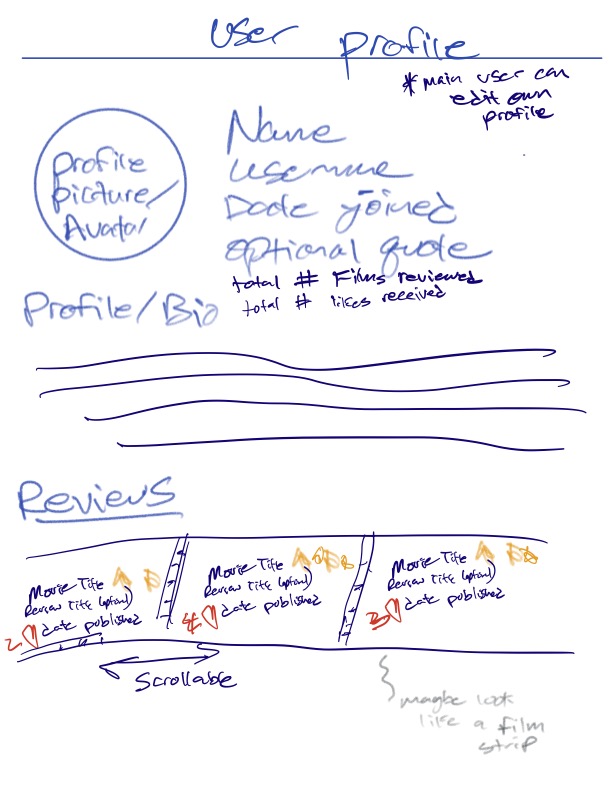 user profile
* main user can
edit own
profile
Profile
picture/
Avatar
Name
username
Date joined
optional quote
total # Films reviewed
total # likes received
Profile/Bio
Reviews
Movie Title
Review Title (optional)
2 date published
Movie Title
Review Title (optional)
date published
Movie Title
Review Title (optional)
3 date published
Scrollable
maybe look
like a film
strip